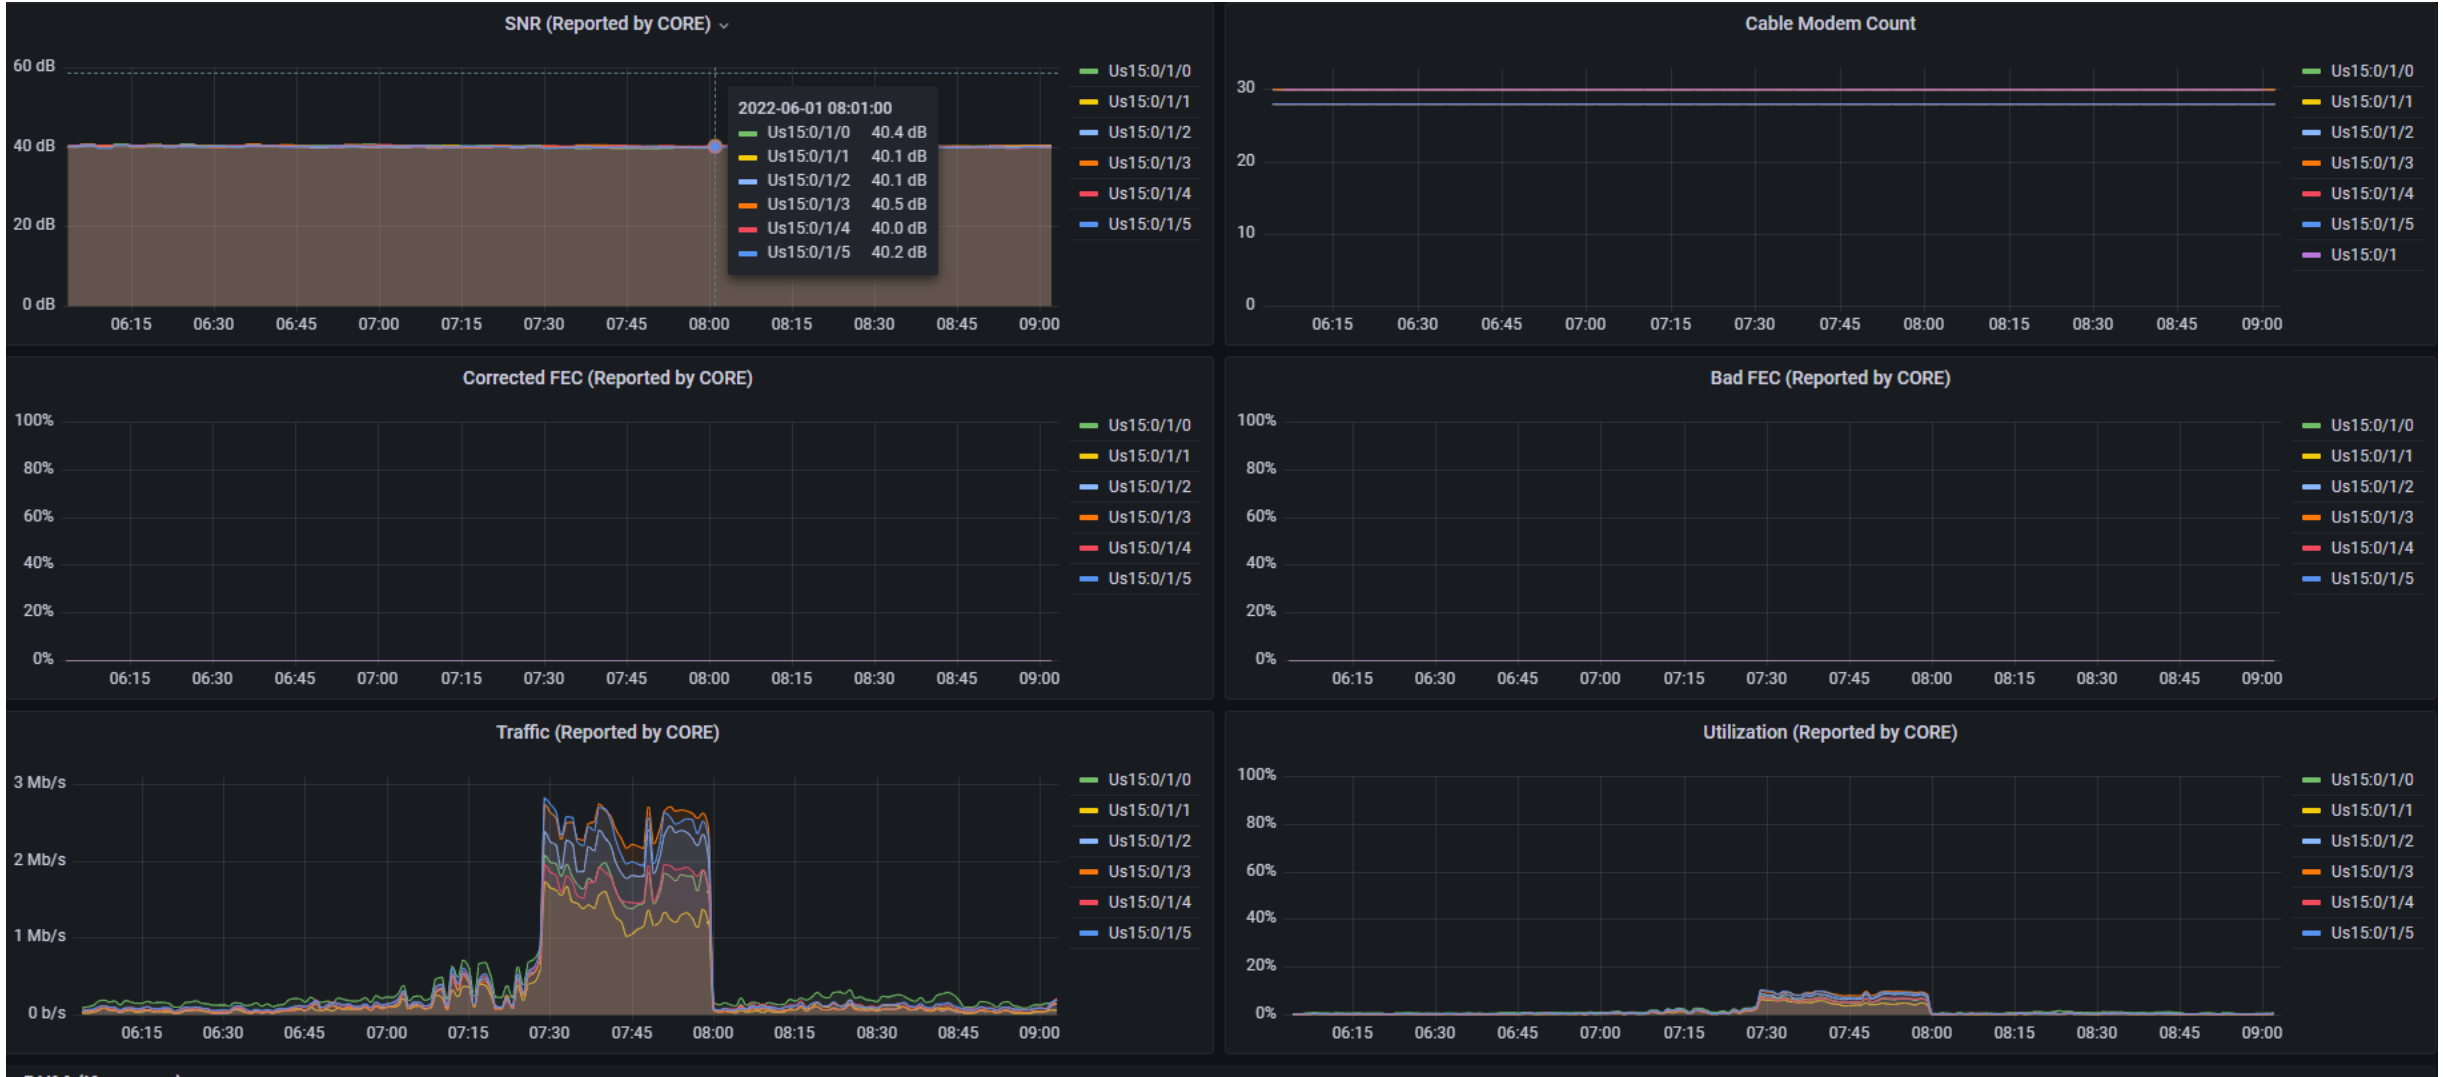 SNR (Reported by CORE)
60 dB
40 dB
20 dB
0 dB
06:15 06:30 06:45 07:00 07:15 07:30 07:45 08:00 08:15 08:30 08:45 09:00
2022-06-01 08:01:00
Us15:0/1/0 40.4 dB
Us15:0/1/1 40.1 dB
Us15:0/1/2 40.1 dB
Us15:0/1/3 40.5 dB
Us15:0/1/4 40.0 dB
Us15:0/1/5 40.2 dB
Us15:0/1/0
Us15:0/1/1
Us15:0/1/2
Us15:0/1/3
Us15:0/1/4
Us15:0/1/5
Cable Modem Count
30
20
10
0
06:15 06:30 06:45 07:00 07:15 07:30 07:45 08:00 08:15 08:30 08:45 09:00
Us15:0/1/0
Us15:0/1/1
Us15:0/1/2
Us15:0/1/3
Us15:0/1/4
Us15:0/1/5
Us15:0/1
Corrected FEC (Reported by CORE)
100%
80%
60%
40%
20%
0%
06:15 06:30 06:45 07:00 07:15 07:30 07:45 08:00 08:15 08:30 08:45 09:00
Us15:0/1/0
Us15:0/1/1
Us15:0/1/2
Us15:0/1/3
Us15:0/1/4
Us15:0/1/5
Bad FEC (Reported by CORE)
100%
80%
60%
40%
20%
0%
06:15 06:30 06:45 07:00 07:15 07:30 07:45 08:00 08:15 08:30 08:45 09:00
Us15:0/1/0
Us15:0/1/1
Us15:0/1/2
Us15:0/1/3
Us15:0/1/4
Us15:0/1/5
Traffic (Reported by CORE)
3 Mb/s
2 Mb/s
1 Mb/s
0 b/s
06:15 06:30 06:45 07:00 07:15 07:30 07:45 08:00 08:15 08:30 08:45 09:00
Us15:0/1/0
Us15:0/1/1
Us15:0/1/2
Us15:0/1/3
Us15:0/1/4
Us15:0/1/5
Utilization (Reported by CORE)
100%
80%
60%
40%
20%
0%
06:15 06:30 06:45 07:00 07:15 07:30 07:45 08:00 08:15 08:30 08:45 09:00
Us15:0/1/0
Us15:0/1/1
Us15:0/1/2
Us15:0/1/3
Us15:0/1/4
Us15:0/1/5